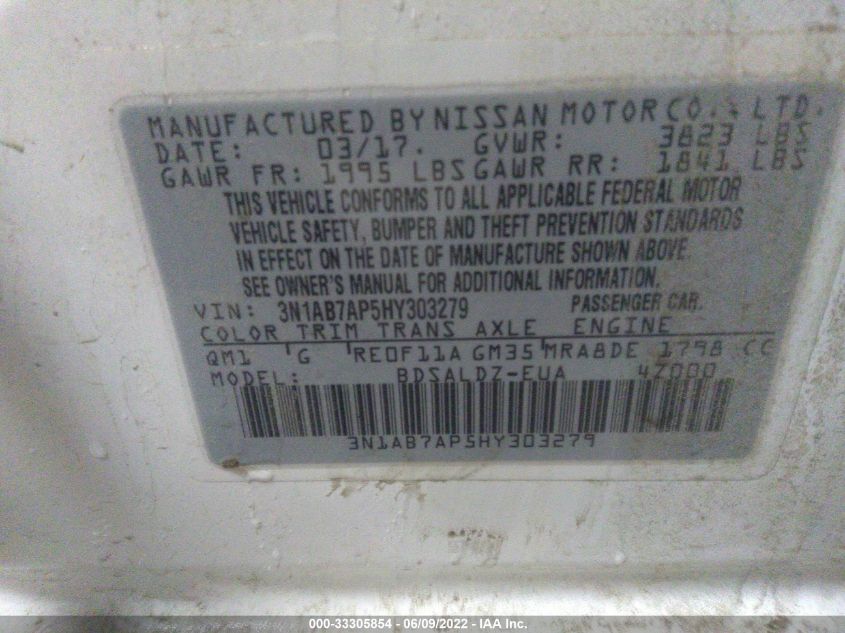 MANUFACTURED BY NISSAN MOTOR CO., LTD.
DATE: 03/17. GVWR: 3823 LBS
GAWR FR: 1995 LBS GAWR RR: 1841 LBS
THIS VEHICLE CONFORMS TO ALL APPLICABLE FEDERAL MOTOR
VEHICLE SAFETY, BUMPER AND THEFT PREVENTION STANDARDS
IN EFFECT ON THE DATE OF MANUFACTURE SHOWN ABOVE.
SEE OWNER'S MANUAL FOR ADDITIONAL INFORMATION.
VIN: 3N1AB7AP5HY303279 PASSENGER CAR
COLOR TRIM TRANS AXLE ENGINE
QM1 G RE0F11A GM35 MRA8DE 1798 CC
MODEL: BDSALDZ-EUA 4Z000
3N1AB7AP5HY303279
000-33305854 - 06/09/2022 - IAA Inc.